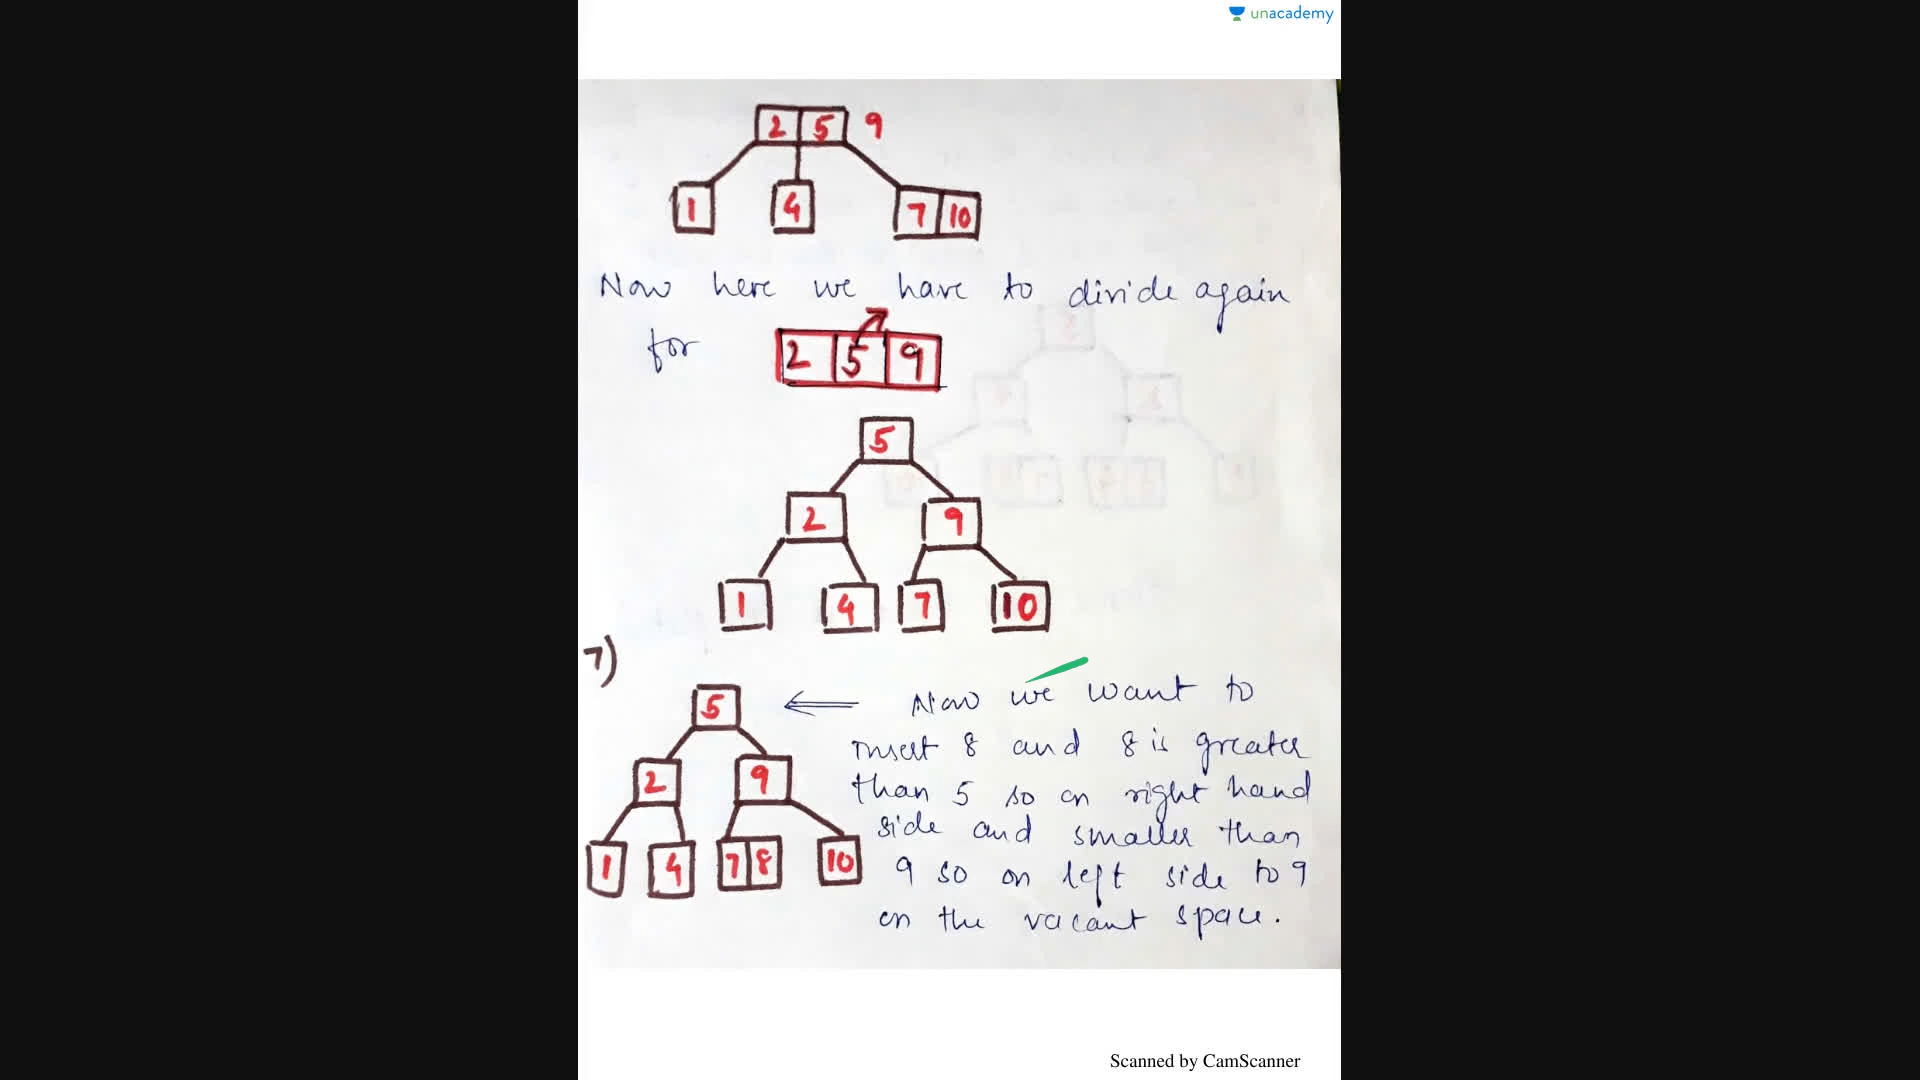 unacademy
2 5 9
1 4 7 10
Now here we have to divide again
for 2 5 9
5
2 9
1 4 7 10
7)
5 Now we want to
insert 8 and 8 is greater
than 5 so on right hand
2 9
side and smaller than
1 4 7 8 10
9 so on left side to 9
on the vacant space.
Scanned by CamScanner